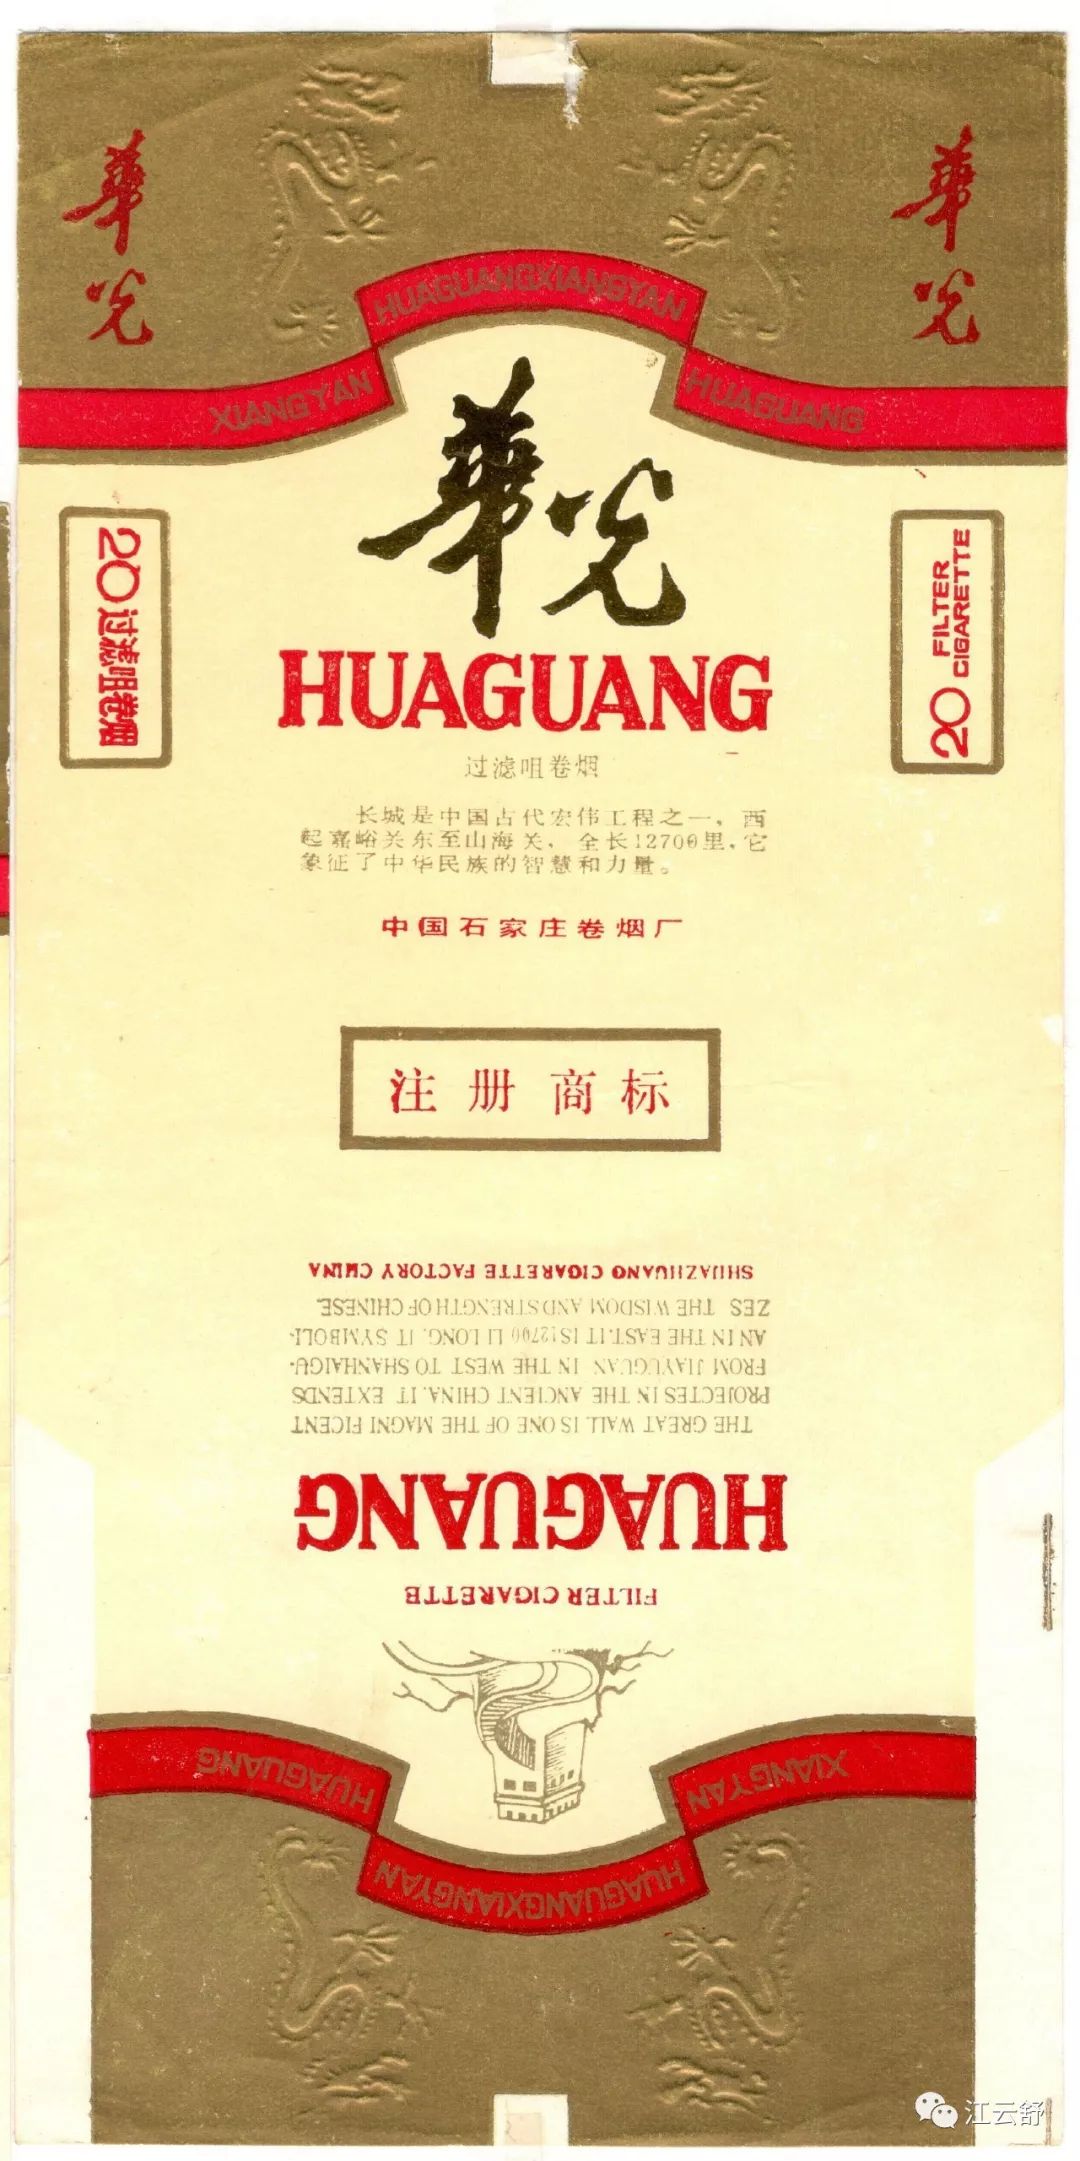 華光
華光
HUAGUANGXIANGYAN
XIANGYAN
HUAGUANG
華光
HUAGUANG
20过滤咀卷烟
20 FILTER
CIGARETTE
过滤咀卷烟
长城是中国古代宏伟工程之一，西
起嘉峪关东至山海关，全长12700里，它
象征了中华民族的智慧和力量。
中国石家庄卷烟厂
注册商标
HUAGUANGXIANGYAN
XIANGYAN
HUAGUANG
FILTER CIGARETTE
HUAGUANG
THE GREAT WALL IS ONE OF THE MAGNI FICENT
PROJECTES IN THE ANCIENT CHINA. IT EXTENDS
FROM JIAYUGUAN IN THE WEST TO SHANHAIGU-
AN IN THE EAST.IT IS12700 LI LONG. IT SYMBOLI-
ZES THE WISDOM AND STRENGTH OF CHINESE
SHIJAZHUANG CIGARETTE FACTORY CHINA
江云舒